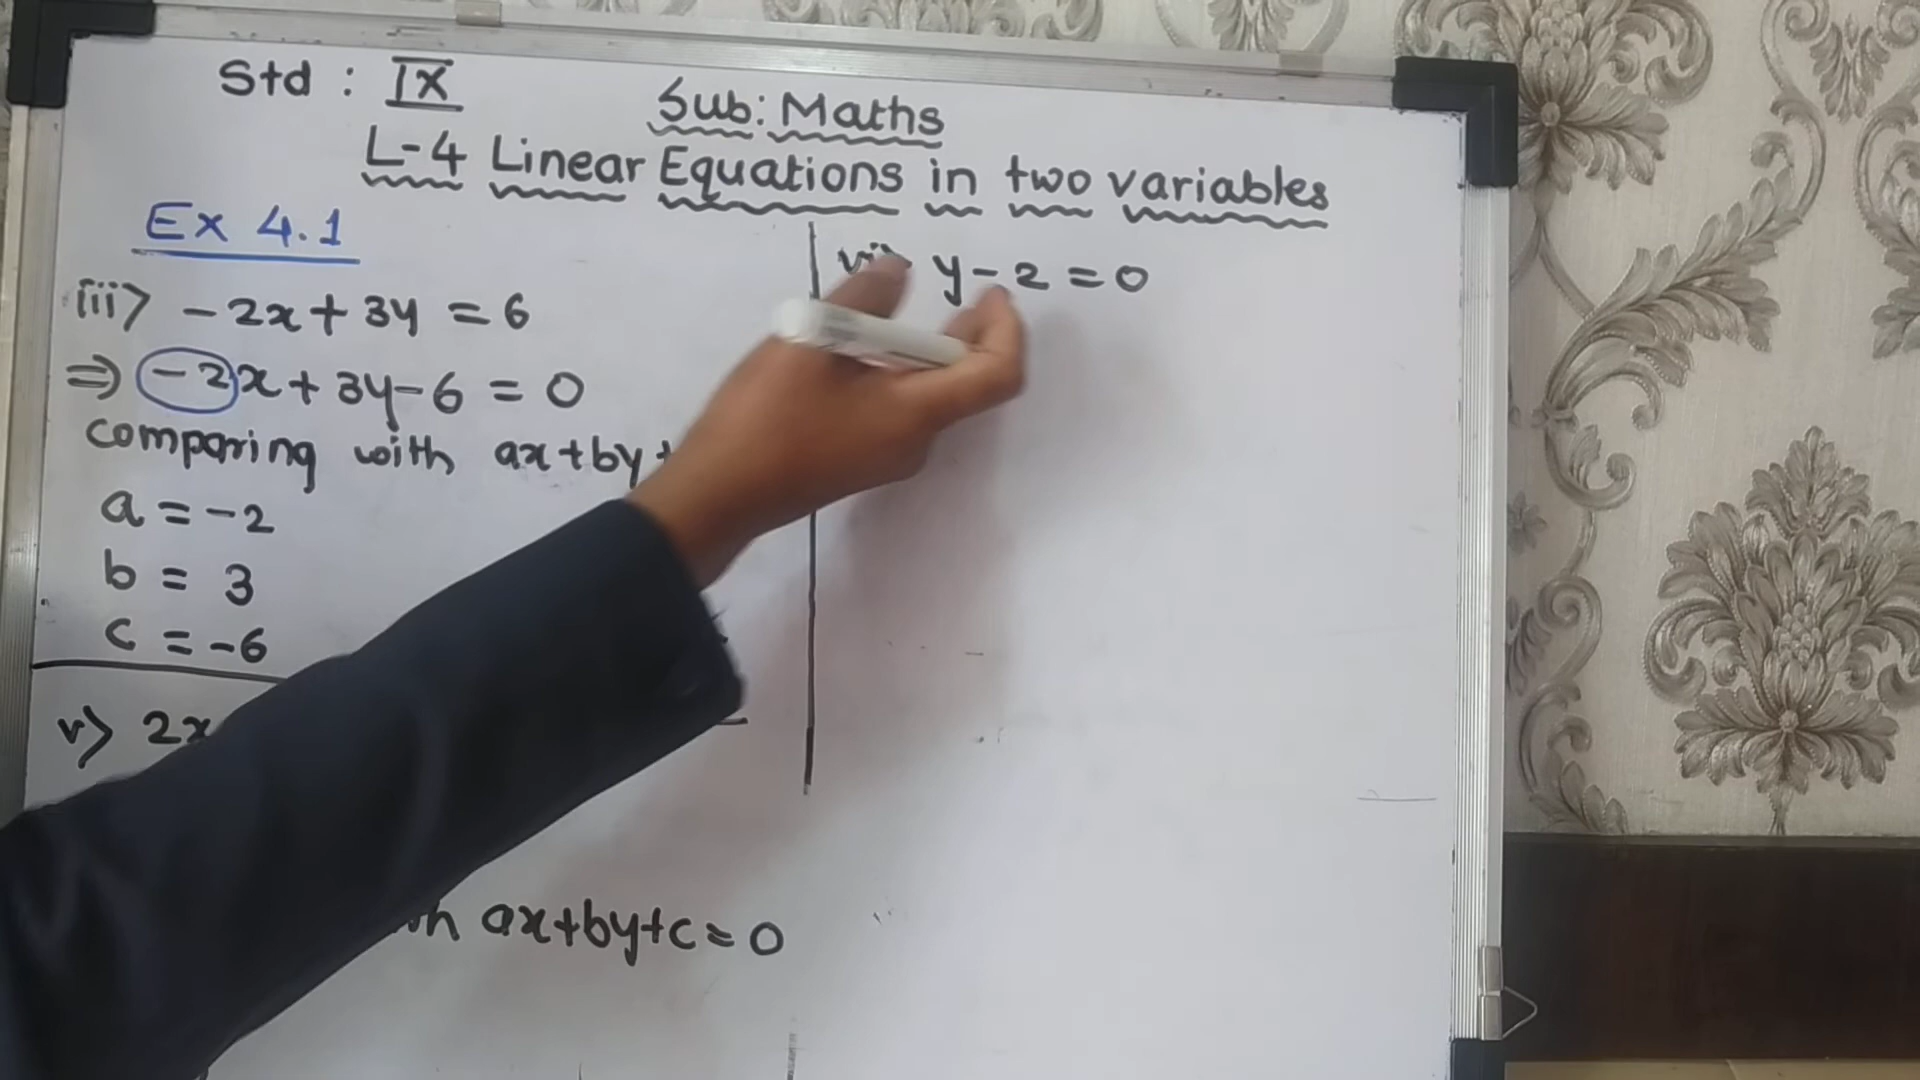 Std : IX
Sub: Maths
L-4 Linear Equations in two variables
Ex 4.1
iii) -2x + 3y = 6
⇒ -2x + 3y - 6 = 0
comparing with ax+by+
a = -2
b = 3
c = -6
v) 2x
ax+by+c = 0
y - 2 = 0